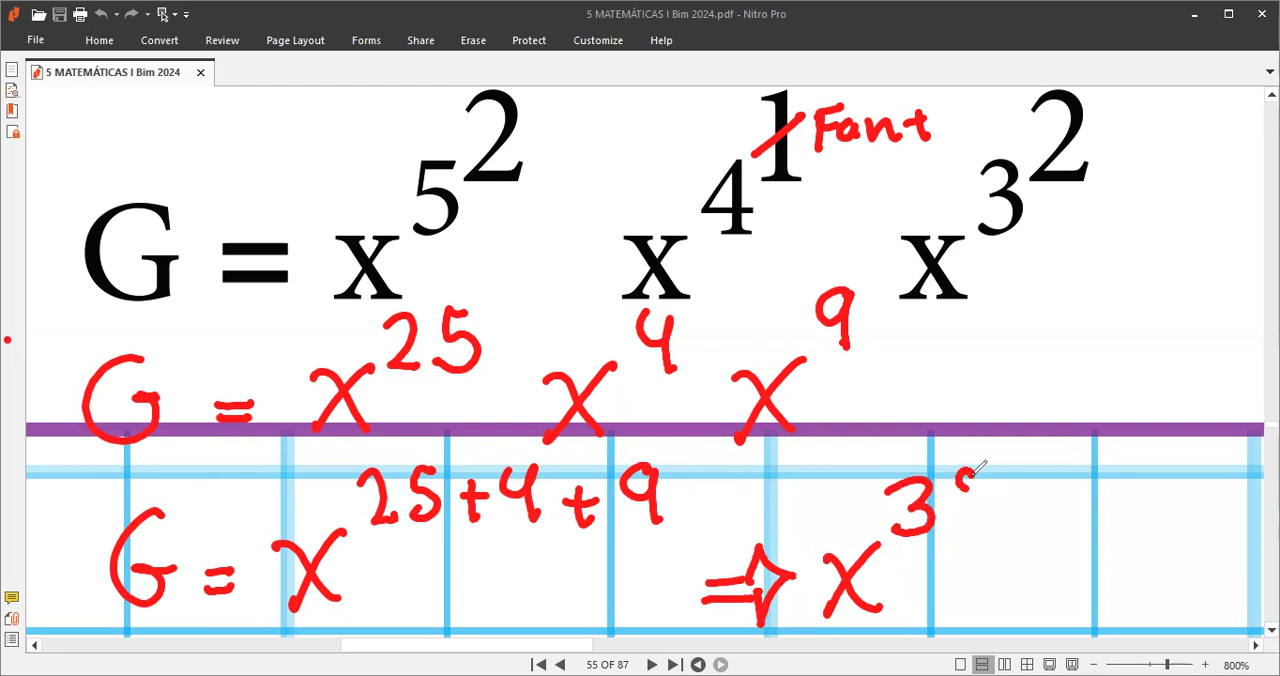 5 MATEMÁTICAS I Bim 2024.pdf - Nitro Pro
File Home Convert Review Page Layout Forms Share Erase Protect Customize Help
5 MATEMÁTICAS I Bim 2024
G = x^5^2 x^4^1 x^3^2
Fant
G = x^25 x^4 x^9
G = x^25+4+9 ⇒ x^3
55 OF 87
800%